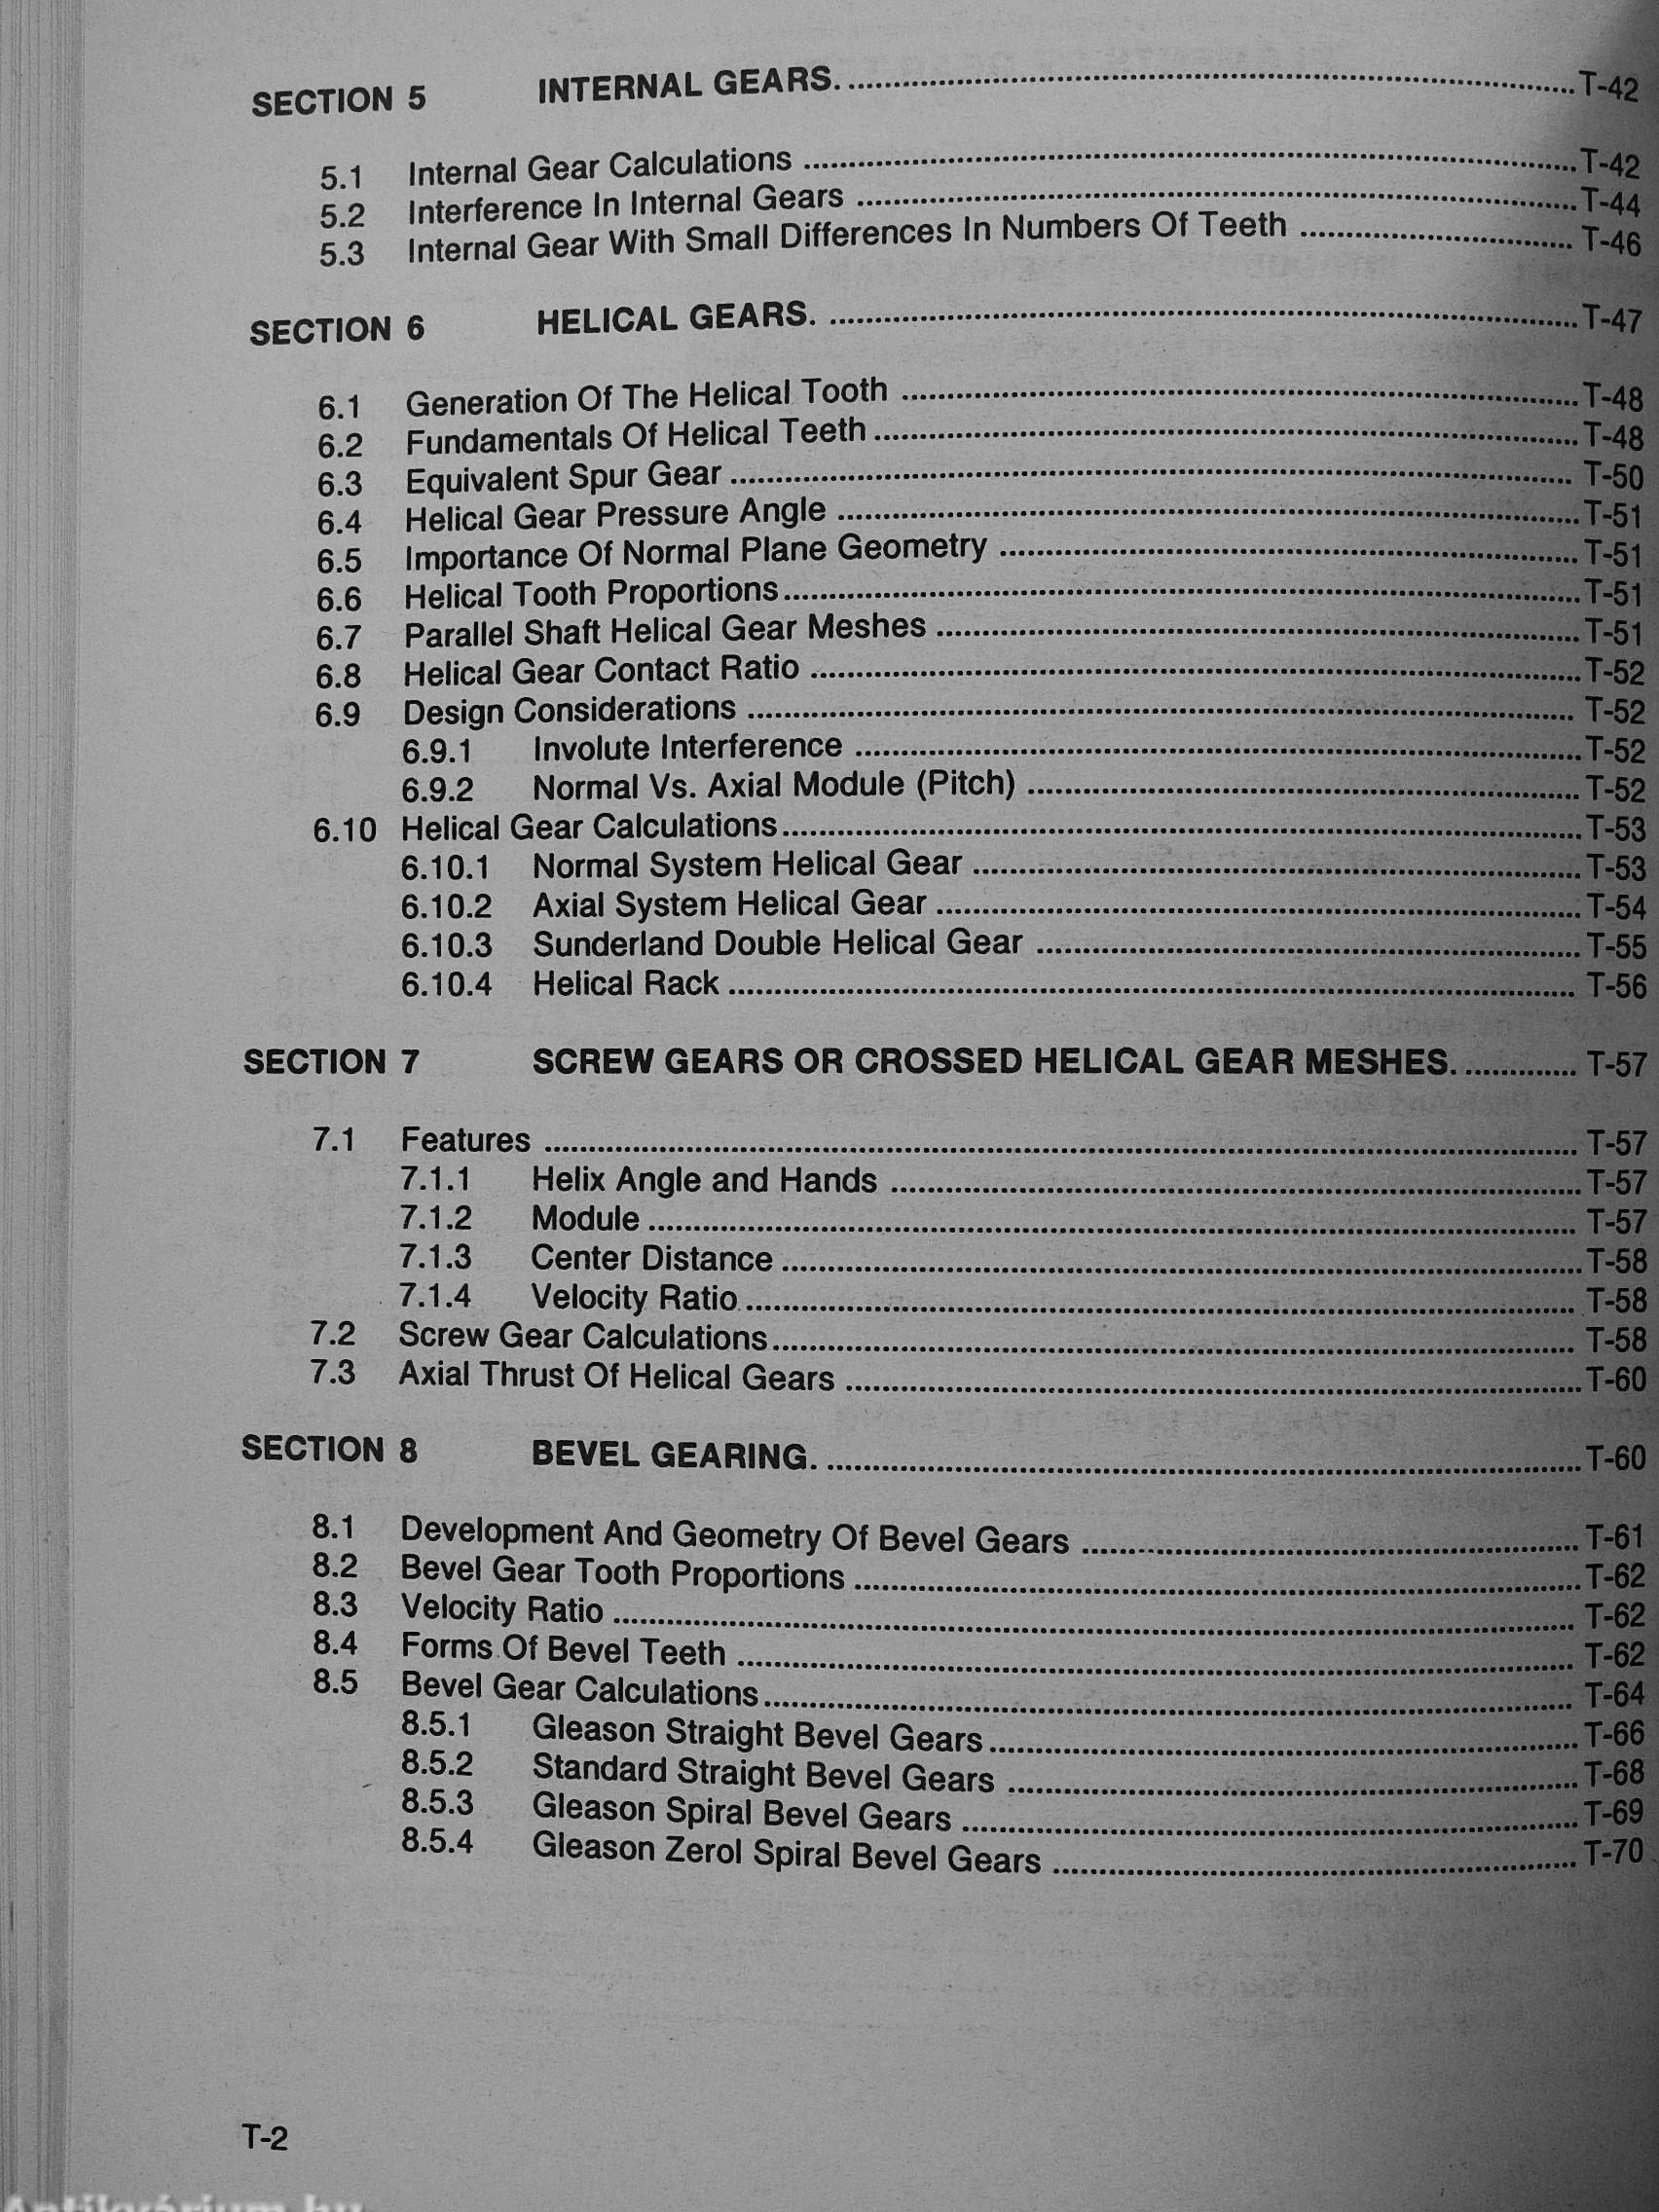 SECTION 5 INTERNAL GEARS. ........ T-42
5.1 Internal Gear Calculations ........ T-42
5.2 Interference In Internal Gears ........ T-44
5.3 Internal Gear With Small Differences In Numbers Of Teeth ........ T-46
SECTION 6 HELICAL GEARS. ........ T-47
6.1 Generation Of The Helical Tooth ........ T-48
6.2 Fundamentals Of Helical Teeth ........ T-48
6.3 Equivalent Spur Gear ........ T-50
6.4 Helical Gear Pressure Angle ........ T-51
6.5 Importance Of Normal Plane Geometry ........ T-51
6.6 Helical Tooth Proportions ........ T-51
6.7 Parallel Shaft Helical Gear Meshes ........ T-51
6.8 Helical Gear Contact Ratio ........ T-52
6.9 Design Considerations ........ T-52
6.9.1 Involute Interference ........ T-52
6.9.2 Normal Vs. Axial Module (Pitch) ........ T-52
6.10 Helical Gear Calculations ........ T-53
6.10.1 Normal System Helical Gear ........ T-53
6.10.2 Axial System Helical Gear ........ T-54
6.10.3 Sunderland Double Helical Gear ........ T-55
6.10.4 Helical Rack ........ T-56
SECTION 7 SCREW GEARS OR CROSSED HELICAL GEAR MESHES. ........ T-57
7.1 Features ........ T-57
7.1.1 Helix Angle and Hands ........ T-57
7.1.2 Module ........ T-57
7.1.3 Center Distance ........ T-58
7.1.4 Velocity Ratio ........ T-58
7.2 Screw Gear Calculations ........ T-58
7.3 Axial Thrust Of Helical Gears ........ T-60
SECTION 8 BEVEL GEARING. ........ T-60
8.1 Development And Geometry Of Bevel Gears ........ T-61
8.2 Bevel Gear Tooth Proportions ........ T-62
8.3 Velocity Ratio ........ T-62
8.4 Forms Of Bevel Teeth ........ T-62
8.5 Bevel Gear Calculations ........ T-64
8.5.1 Gleason Straight Bevel Gears ........ T-66
8.5.2 Standard Straight Bevel Gears ........ T-68
8.5.3 Gleason Spiral Bevel Gears ........ T-69
8.5.4 Gleason Zerol Spiral Bevel Gears ........ T-70
T-2
Antikvárium.hu